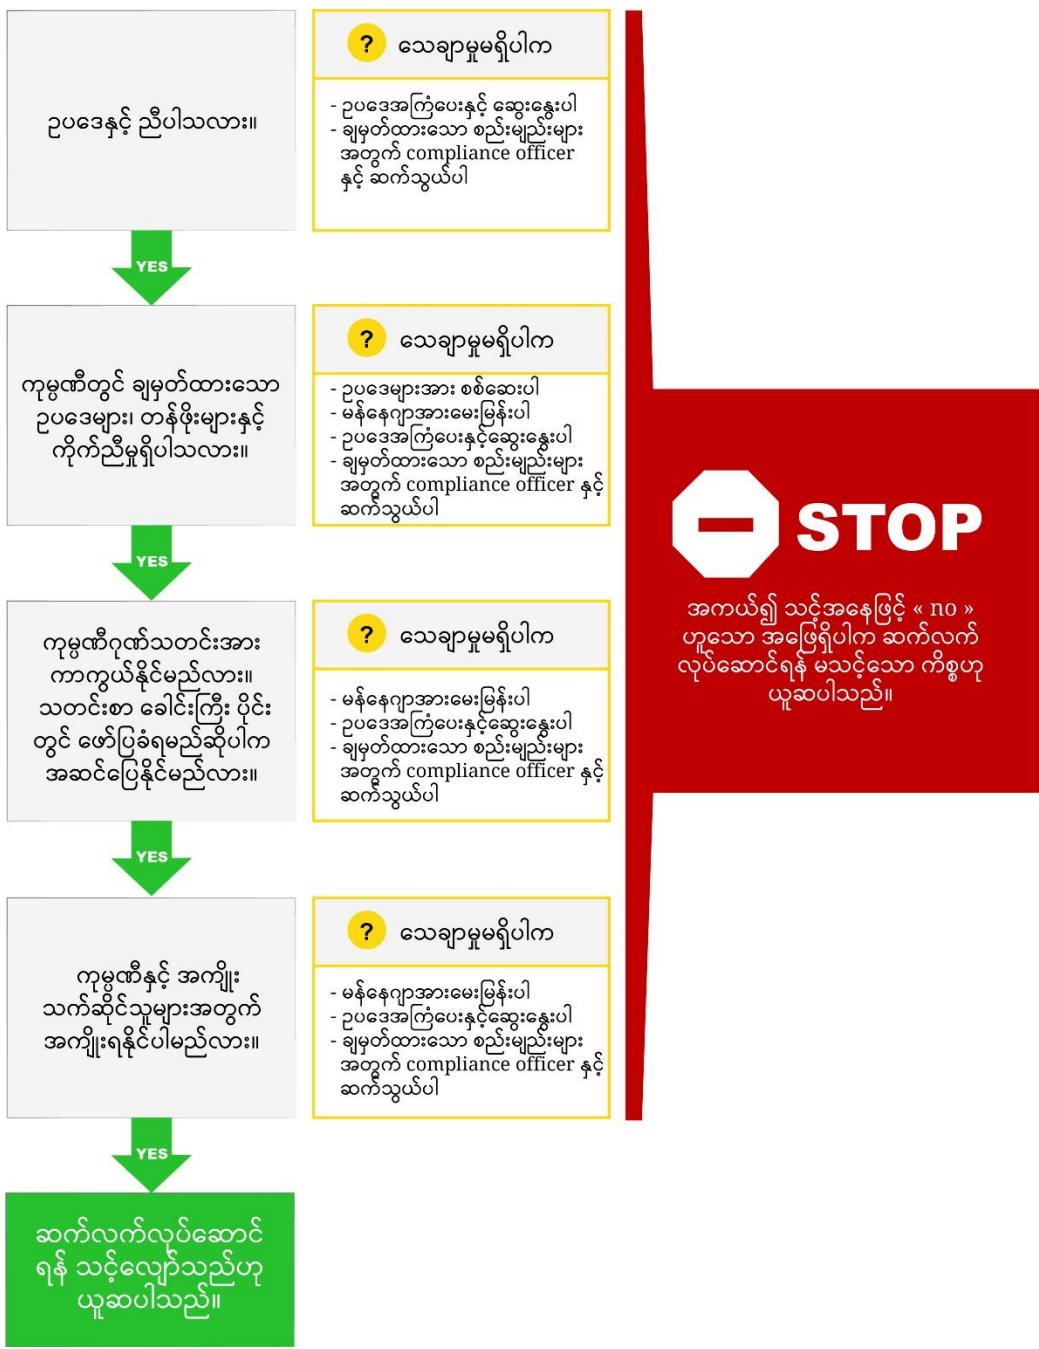 ဥပဒေနှင့် ညီပါသလား။
? သေချာမှုမရှိပါက
- ဥပဒေအကြံပေးနှင့် ဆွေးနွေးပါ
- ချမှတ်ထားသော စည်းမျည်းများ
အတွက် compliance officer
နှင့် ဆက်သွယ်ပါ
YES
ကုမ္ပဏီတွင် ချမှတ်ထားသော
ဥပဒေများ၊ တန်ဖိုးများနှင့်
ကိုက်ညီမှုရှိပါသလား။
? သေချာမှုမရှိပါက
- ဥပဒေများအား စစ်ဆေးပါ
- မန်နေဂျာအားမေးမြန်းပါ
- ဥပဒေအကြံပေးနှင့်ဆွေးနွေးပါ
- ချမှတ်ထားသော စည်းမျည်းများ
အတွက် compliance officer နှင့်
ဆက်သွယ်ပါ
YES
ကုမ္ပဏီဂုဏ်သတင်းအား
ကာကွယ်နိုင်မည်လား။
သတင်းစာ ခေါင်းကြီး ပိုင်း
တွင် ဖော်ပြခံရမည်ဆိုပါက
အဆင်ပြေနိုင်မည်လား။
? သေချာမှုမရှိပါက
- မန်နေဂျာအားမေးမြန်းပါ
- ဥပဒေအကြံပေးနှင့်ဆွေးနွေးပါ
- ချမှတ်ထားသော စည်းမျည်းများ
အတွက် compliance officer နှင့်
ဆက်သွယ်ပါ
YES
ကုမ္ပဏီနှင့် အကျိုး
သက်ဆိုင်သူများအတွက်
အကျိုးရနိုင်ပါမည်လား။
? သေချာမှုမရှိပါက
- မန်နေဂျာအားမေးမြန်းပါ
- ဥပဒေအကြံပေးနှင့်ဆွေးနွေးပါ
- ချမှတ်ထားသော စည်းမျည်းများ
အတွက် compliance officer နှင့်
ဆက်သွယ်ပါ
YES
ဆက်လက်လုပ်ဆောင်
ရန် သင့်လျော်သည်ဟု
ယူဆပါသည်။
STOP
အကယ်၍ သင့်အနေဖြင့် « no »
ဟူသော အဖြေရှိပါက ဆက်လက်
လုပ်ဆောင်ရန် မသင့်သော ကိစ္စဟု
ယူဆပါသည်။